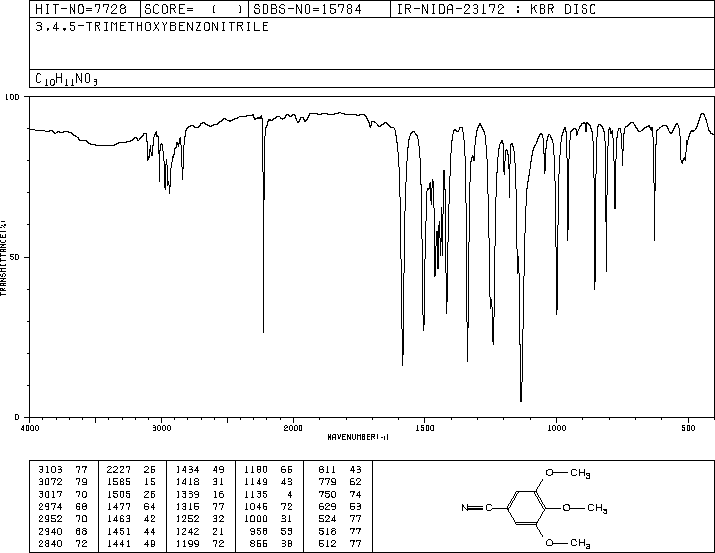 HIT-NO=7728 SCORE= ( ) SDBS-NO=15784 IR-NIDA-23172 : KBR DISC
3,4,5-TRIMETHOXYBENZONITRILE
C10H11NO3
100
50
0
TRANSMITTANCE(%)
4000 3000 2000 1500 1000 500
WAVENUMBER(-1)
3103 77 2227 26 1434 49 1180 66 811 43
3072 79 1585 15 1418 31 1149 43 779 62
3017 70 1505 26 1339 16 1135 4 750 74
2974 68 1477 64 1315 77 1046 72 629 53
2952 70 1463 42 1252 32 1000 31 524 77
2940 68 1451 44 1242 21 958 53 518 77
2840 72 1441 49 1199 72 855 38 512 77
O CH3
N C O CH3
O CH3